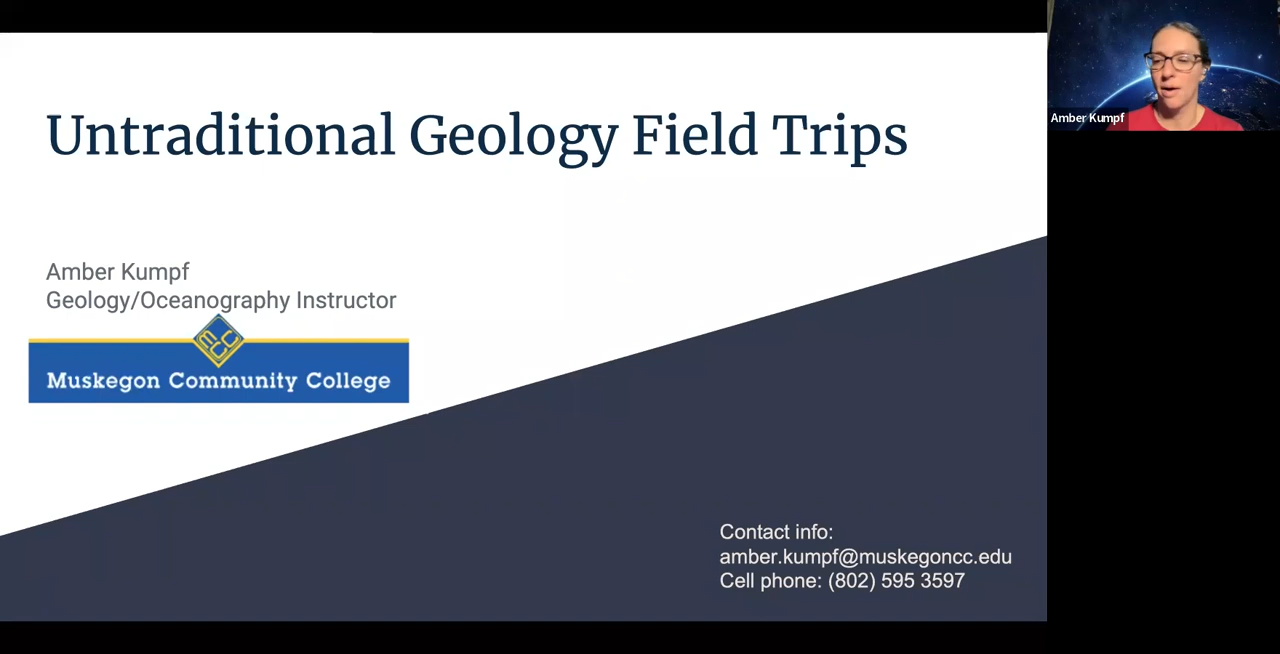 Untraditional Geology Field Trips
Amber Kumpf
Amber Kumpf
Geology/Oceanography Instructor
MCC
Muskegon Community College
Contact info:
amber.kumpf@muskegoncc.edu
Cell phone: (802) 595 3597